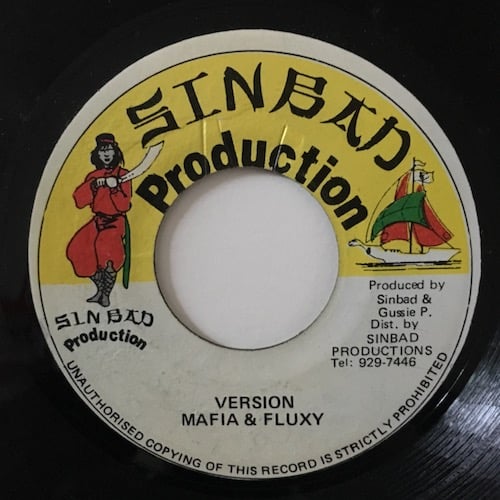 SINBAD
Production
SINBAD
Production
Produced by
Sinbad &
Gussie P.
Dist. by
SINBAD
PRODUCTIONS
Tel: 929-7446
VERSION
MAFIA & FLUXY
UNAUTHORISED COPYING OF THIS RECORD IS STRICTLY PROHIBITED